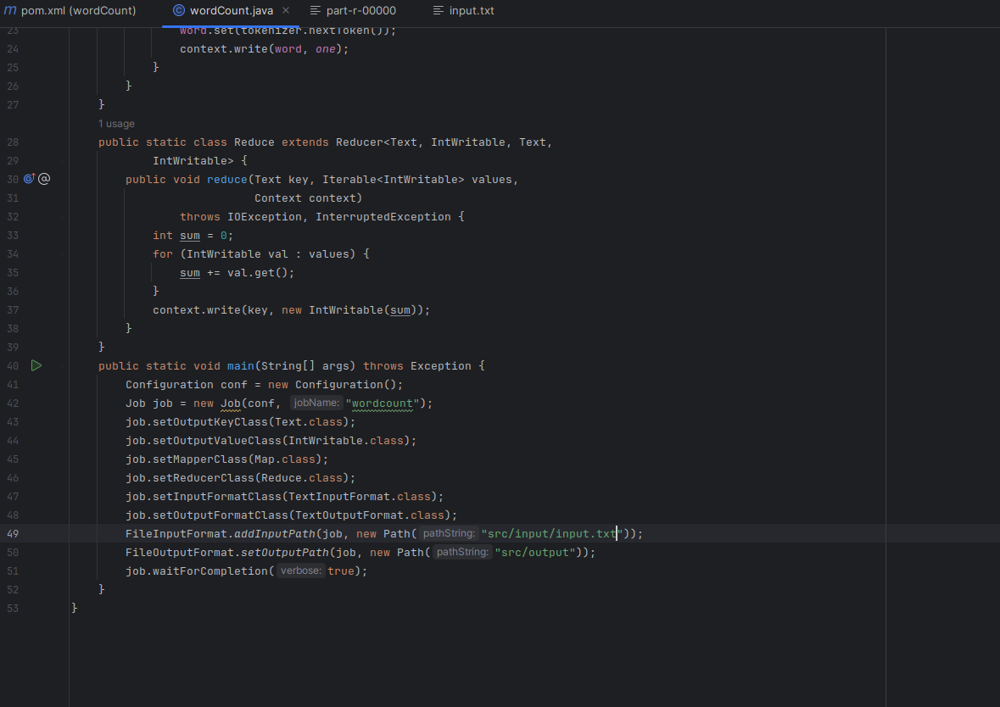 pom.xml (wordCount) wordCount.java part-r-00000 input.txt
23 word.set(tokenizer.nextToken());
24 context.write(word, one);
25 }
26 }
27 }
1 usage
28 public static class Reduce extends Reducer<Text, IntWritable, Text,
29 IntWritable> {
30 public void reduce(Text key, Iterable<IntWritable> values,
31 Context context)
32 throws IOException, InterruptedException {
33 int sum = 0;
34 for (IntWritable val : values) {
35 sum += val.get();
36 }
37 context.write(key, new IntWritable(sum));
38 }
39 }
40 public static void main(String[] args) throws Exception {
41 Configuration conf = new Configuration();
42 Job job = new Job(conf, jobName: "wordcount");
43 job.setOutputKeyClass(Text.class);
44 job.setOutputValueClass(IntWritable.class);
45 job.setMapperClass(Map.class);
46 job.setReducerClass(Reduce.class);
47 job.setInputFormatClass(TextInputFormat.class);
48 job.setOutputFormatClass(TextOutputFormat.class);
49 FileInputFormat.addInputPath(job, new Path( pathString: "src/input/input.txt"));
50 FileOutputFormat.setOutputPath(job, new Path( pathString: "src/output"));
51 job.waitForCompletion( verbose: true);
52 }
53 }